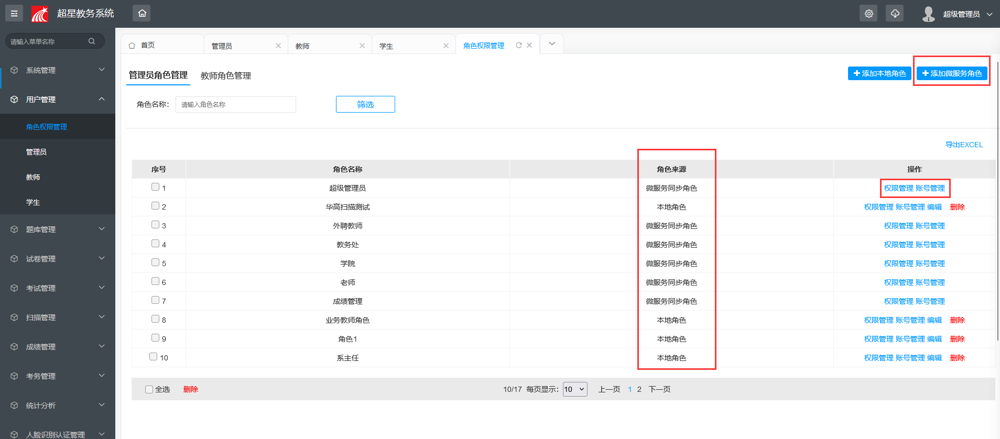 超星教务系统
超级管理员
请输入菜单名称
系统管理
用户管理
角色权限管理
管理员
教师
学生
题库管理
试卷管理
考试管理
扫描管理
成绩管理
考务管理
统计分析
人脸识别认证管理
首页 管理员 教师 学生 角色权限管理
管理员角色管理 教师角色管理
添加本地角色 添加微服务角色
角色名称: 请输入角色名称 筛选
导出EXCEL
序号 角色名称 角色来源 操作
1 超级管理员 微服务同步角色 权限管理 账号管理
2 华高扫描测试 本地角色 权限管理 账号管理 编辑 删除
3 外聘教师 微服务同步角色 权限管理 账号管理
4 教务处 微服务同步角色 权限管理 账号管理
5 学院 微服务同步角色 权限管理 账号管理
6 老师 微服务同步角色 权限管理 账号管理
7 成绩管理 微服务同步角色 权限管理 账号管理
8 业务教师角色 本地角色 权限管理 账号管理 编辑 删除
9 角色1 本地角色 权限管理 账号管理 编辑 删除
10 系主任 本地角色 权限管理 账号管理 编辑 删除
全选 删除 10/17 每页显示: 10 上一页 1 2 下一页